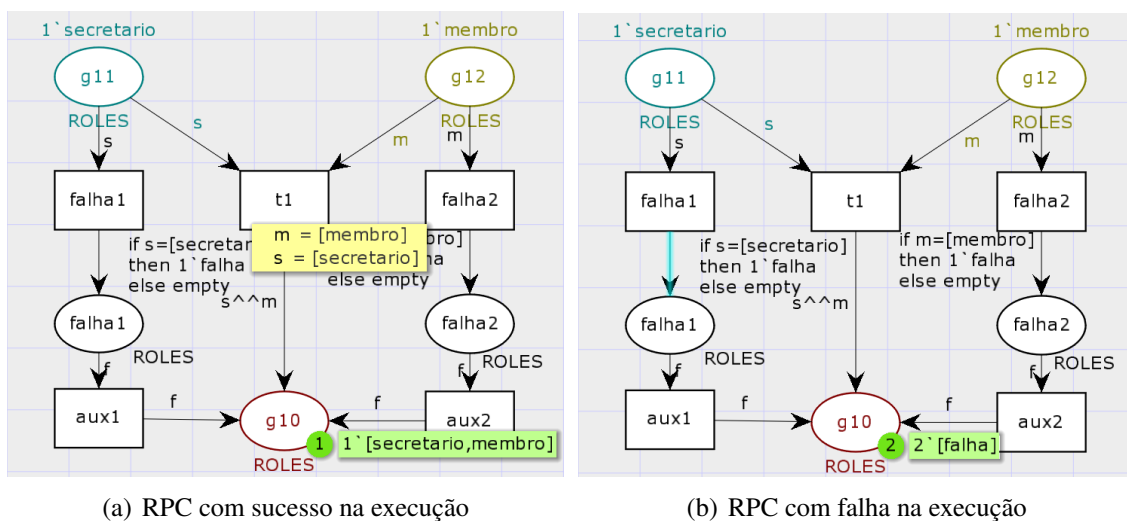 1`secretario
1`membro
g11
g12
ROLES
ROLES
s
s
m
m
falha1
t1
falha2
m = [membro]
s = [secretario]
if s=[secretar
then 1`falha
else empty
bro]
ha
else empty
s^^m
falha1
falha2
ROLES
ROLES
f
f
aux1
f
g10
f
aux2
1
1`[secretario,membro]
ROLES
(a) RPC com sucesso na execução
1`secretario
1`membro
g11
g12
ROLES
ROLES
s
s
m
m
falha1
t1
falha2
if s=[secretario]
then 1`falha
else empty
if m=[membro]
then 1`falha
else empty
s^^m
falha1
falha2
ROLES
ROLES
f
f
aux1
f
g10
f
aux2
2
2`[falha]
ROLES
(b) RPC com falha na execução